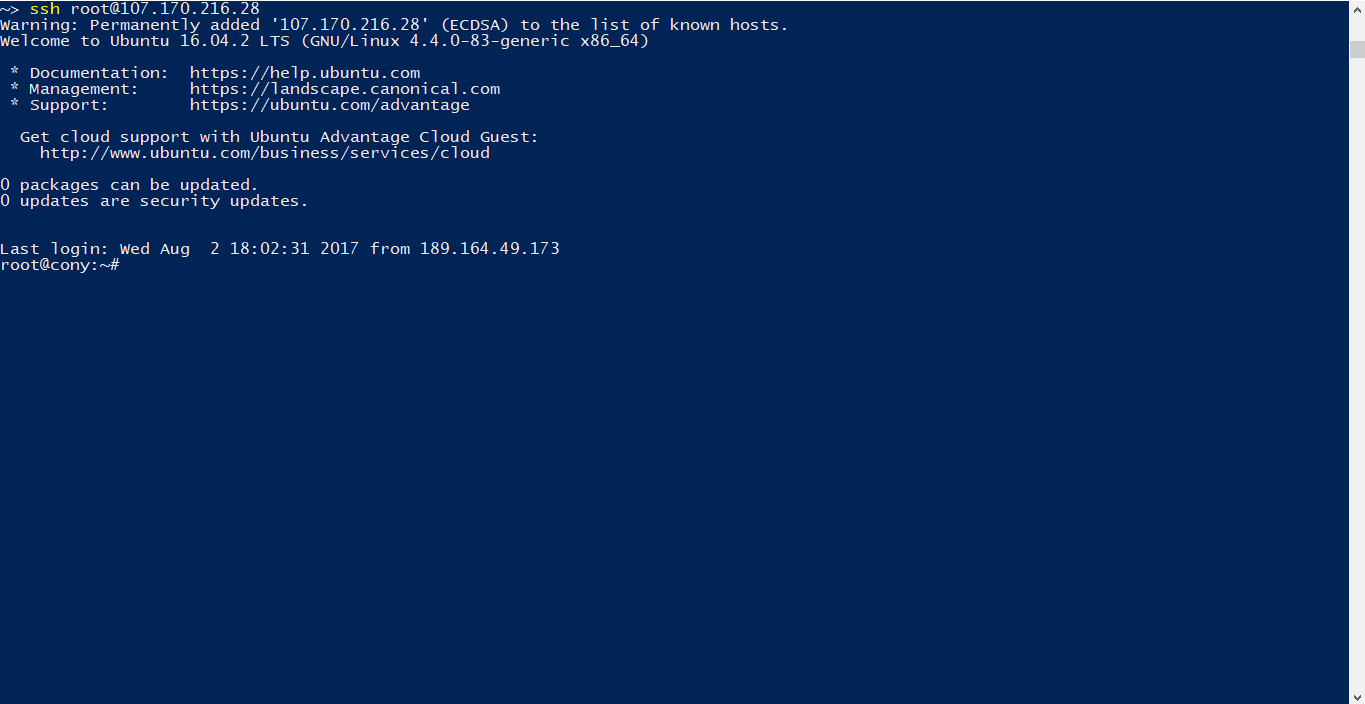 ~> ssh root@107.170.216.28
Warning: Permanently added '107.170.216.28' (ECDSA) to the list of known hosts.
Welcome to Ubuntu 16.04.2 LTS (GNU/Linux 4.4.0-83-generic x86_64)
 * Documentation:  https://help.ubuntu.com
 * Management:     https://landscape.canonical.com
 * Support:        https://ubuntu.com/advantage
  Get cloud support with Ubuntu Advantage Cloud Guest:
    http://www.ubuntu.com/business/services/cloud
0 packages can be updated.
0 updates are security updates.
Last login: Wed Aug  2 18:02:31 2017 from 189.164.49.173
root@cony:~#